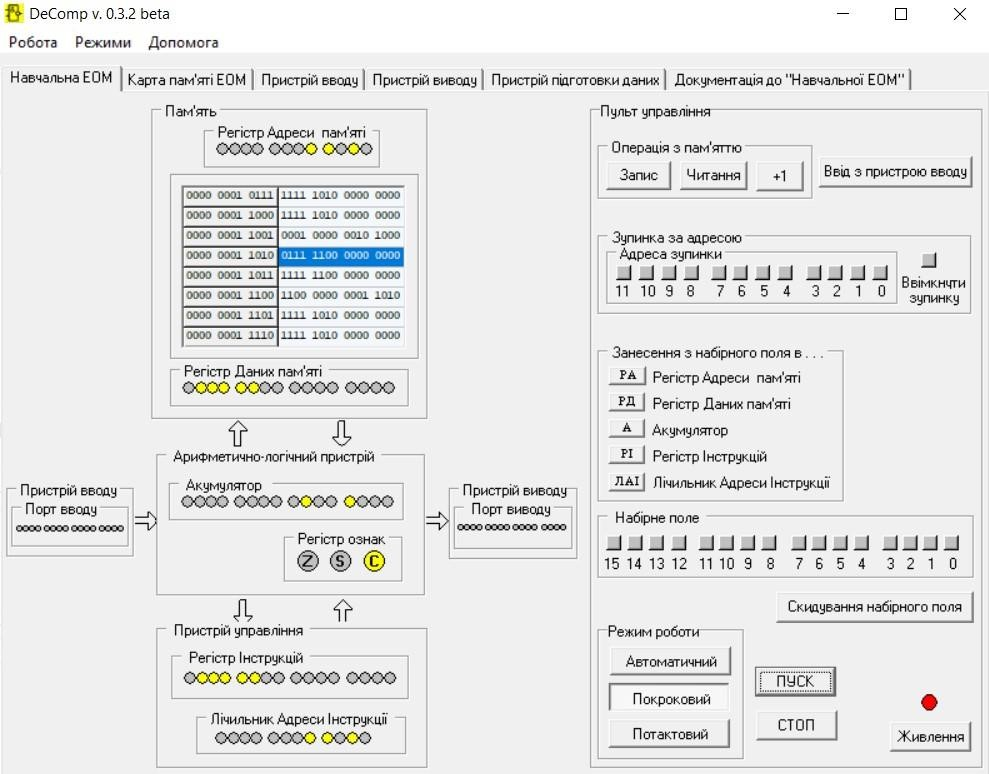 DeComp v. 0.3.2 beta
Робота Режими Допомога
Навчальна ЕОМ Карта пам'яті ЕОМ Пристрій вводу Пристрій виводу Пристрій підготовки даних Документація до "Навчальної ЕОМ"
Пам'ять
Регістр Адреси пам'яті
0000 0001 0111 1111 1010 0000 0000
0000 0001 1000 1111 1010 0000 0000
0000 0001 1001 0001 0000 0010 1000
0000 0001 1010 0111 1100 0000 0000
0000 0001 1011 1111 1100 0000 0000
0000 0001 1100 1100 0000 0001 1010
0000 0001 1101 1111 1010 0000 0000
0000 0001 1110 1111 1010 0000 0000
Регістр Даних пам'яті
Арифметично-логічний пристрій
Акумулятор
Регістр ознак
Z S C
Пристрій вводу
Порт вводу
Пристрій виводу
Порт виводу
Пристрій управління
Регістр Інструкцій
Лічильник Адреси Інструкції
Пульт управління
Операція з пам'яттю
Запис Читання +1
Ввід з пристрою вводу
Зупинка за адресою
Адреса зупинки
11 10 9 8 7 6 5 4 3 2 1 0
Ввімкнути
зупинку
Занесення з набірного поля в . . .
РА Регістр Адреси пам'яті
РД Регістр Даних пам'яті
А Акумулятор
РІ Регістр Інструкцій
ЛАІ Лічильник Адреси Інструкції
Набірне поле
15 14 13 12 11 10 9 8 7 6 5 4 3 2 1 0
Скидування набірного поля
Режим роботи
Автоматичний
Покроковий
Потактовий
ПУСК
СТОП
Живлення